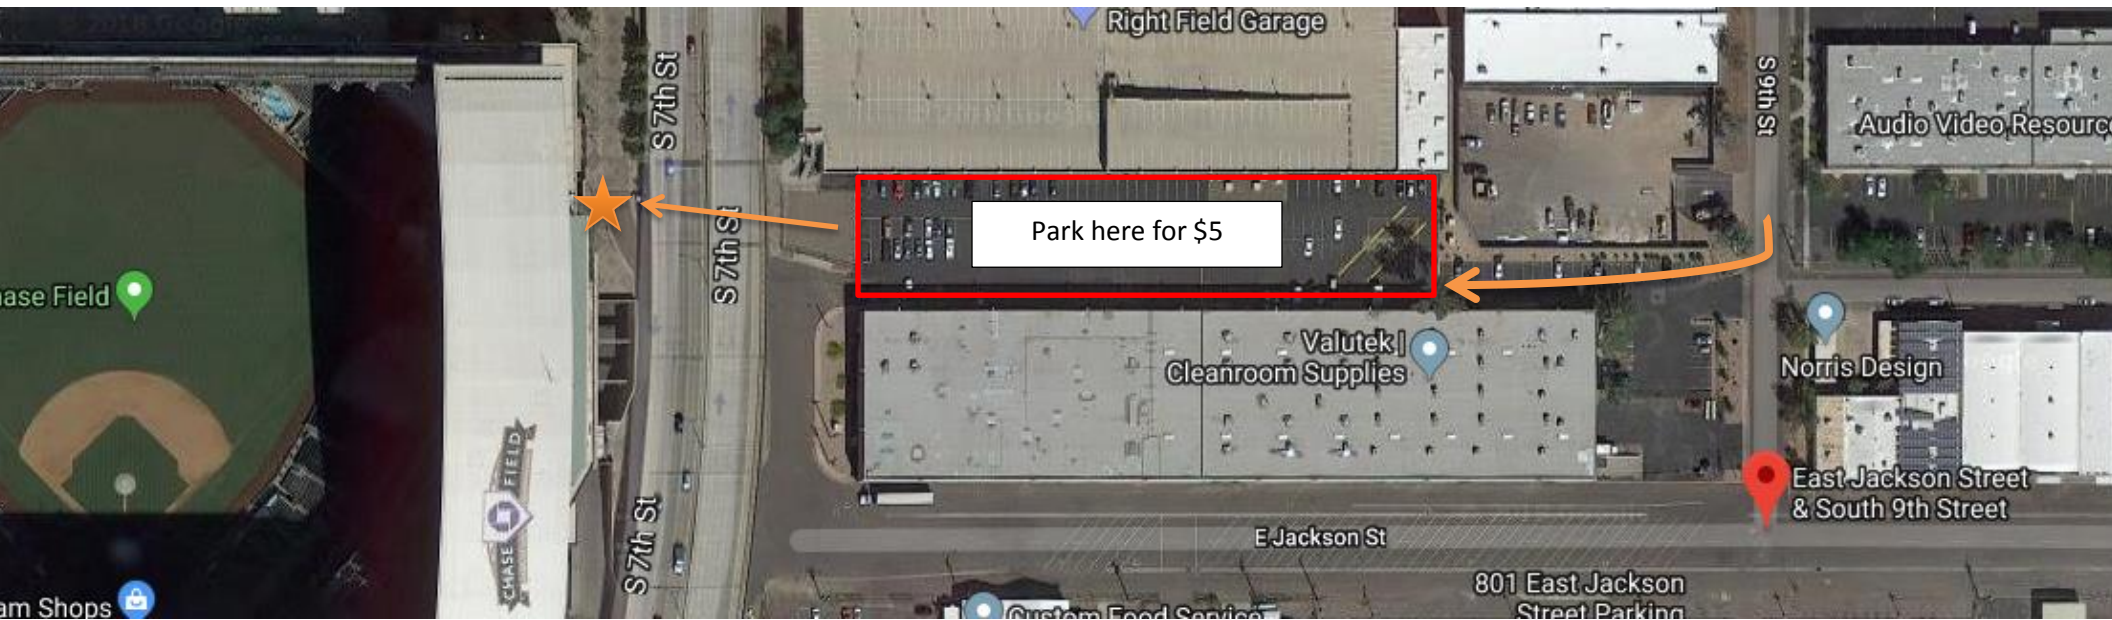 Right Field Garage
S 7th St
S 9th St
Audio Video Resourc
Park here for $5
S 7th St
ase Field
Valutek |
Cleanroom Supplies
Norris Design
CHASE FIELD
East Jackson Street
& South 9th Street
S 7th St
E Jackson St
801 East Jackson
Street Parking
am Shops
Custom Food Service